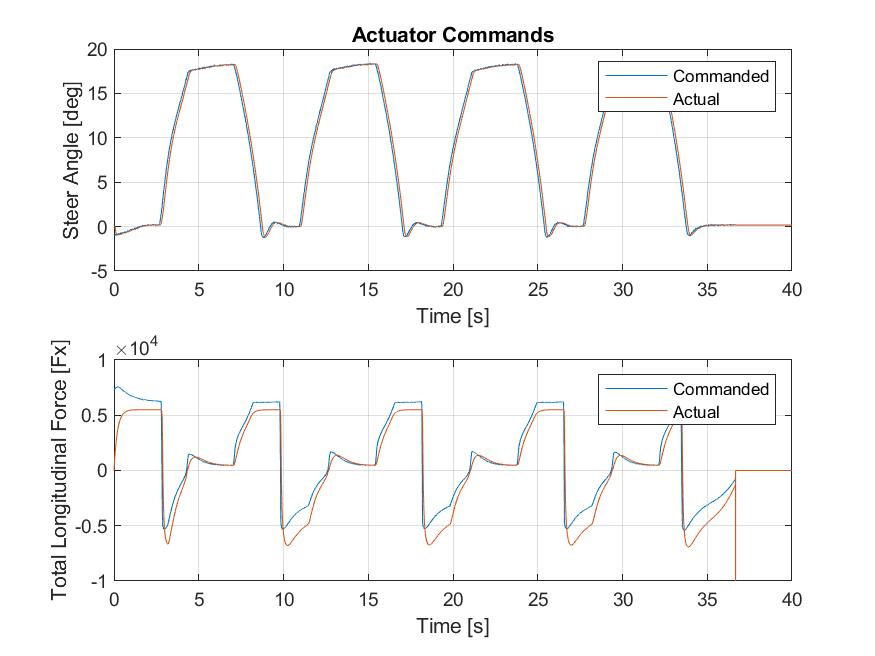 Actuator Commands
20
15
10
5
0
-5
Steer Angle [deg]
Commanded
Actual
0 5 10 15 20 25 30 35 40
Time [s]
×10^4
1
0.5
0
-0.5
-1
Total Longitudinal Force [Fx]
Commanded
Actual
0 5 10 15 20 25 30 35 40
Time [s]